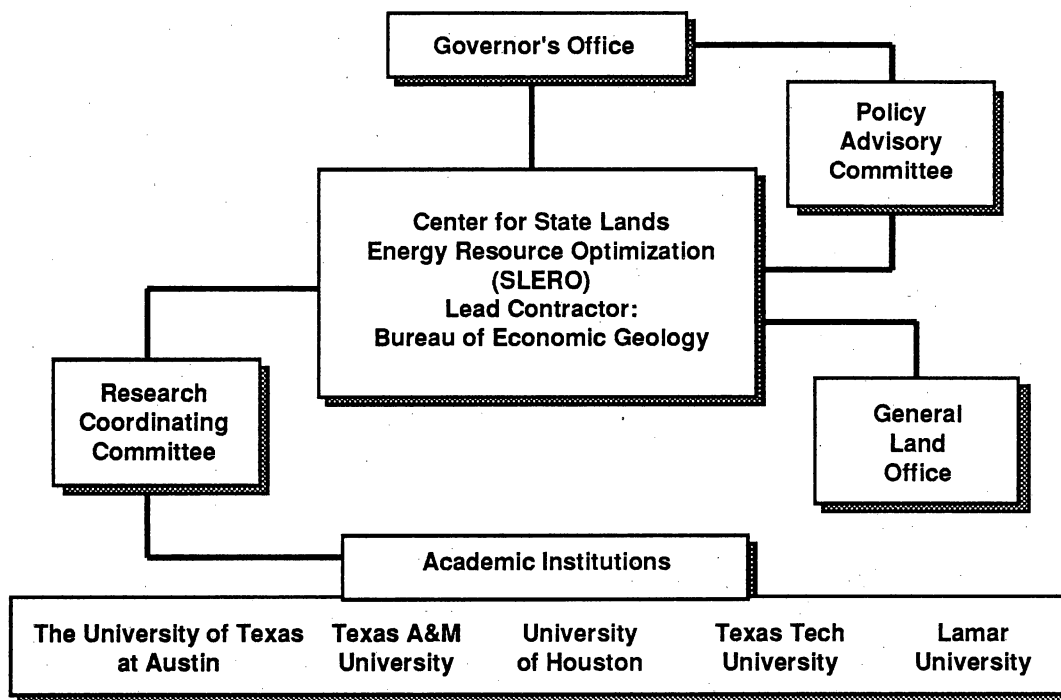 Governor's Office
Policy
Advisory
Committee
Center for State Lands
Energy Resource Optimization
(SLERO)
Lead Contractor:
Bureau of Economic Geology
Research
Coordinating
Committee
General
Land
Office
Academic Institutions
The University of Texas
at Austin
Texas A&M
University
University
of Houston
Texas Tech
University
Lamar
University